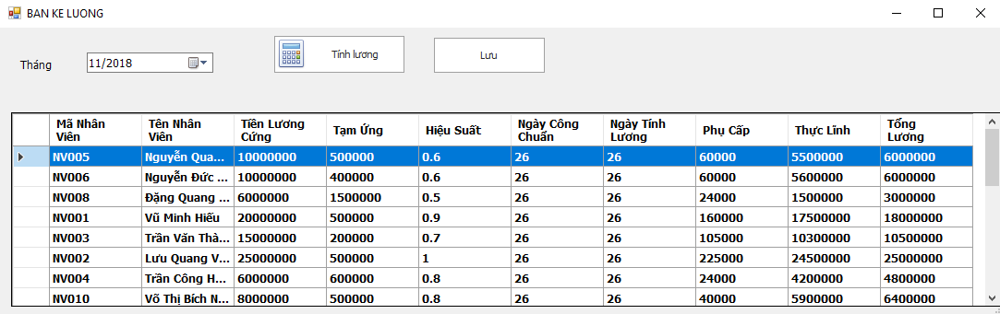 BAN KE LUONG
Tháng 11/2018 Tính lương Lưu
Mã Nhân Viên Tên Nhân Viên Tiền Lương Cứng Tạm Ứng Hiệu Suất Ngày Công Chuẩn Ngày Tính Lương Phụ Cấp Thực Lĩnh Tổng Lương
NV005 Nguyễn Qua... 10000000 500000 0.6 26 26 60000 5500000 6000000
NV006 Nguyễn Đức ... 10000000 400000 0.6 26 26 60000 5600000 6000000
NV008 Đặng Quang ... 6000000 1500000 0.5 26 26 24000 1500000 3000000
NV001 Vũ Minh Hiếu 20000000 500000 0.9 26 26 160000 17500000 18000000
NV003 Trần Văn Thà... 15000000 200000 0.7 26 26 105000 10300000 10500000
NV002 Lưu Quang V... 25000000 500000 1 26 26 225000 24500000 25000000
NV004 Trần Công H... 6000000 600000 0.8 26 26 24000 4200000 4800000
NV010 Võ Thị Bích N... 8000000 500000 0.8 26 26 40000 5900000 6400000